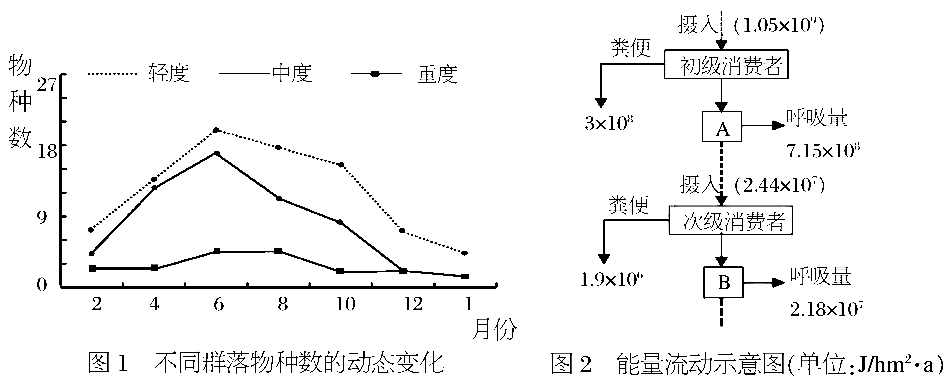 物种数
27
18
9
0
轻度 中度 重度
2 4 6 8 10 12 1
月份
图1 不同群落物种数的动态变化
摄入 (1.05×10⁹)
粪便
初级消费者
3×10⁸
A
呼吸量
7.15×10⁸
摄入 (2.44×10⁷)
粪便
次级消费者
1.9×10⁶
B
呼吸量
2.18×10⁷
图2 能量流动示意图(单位:J/hm²·a)